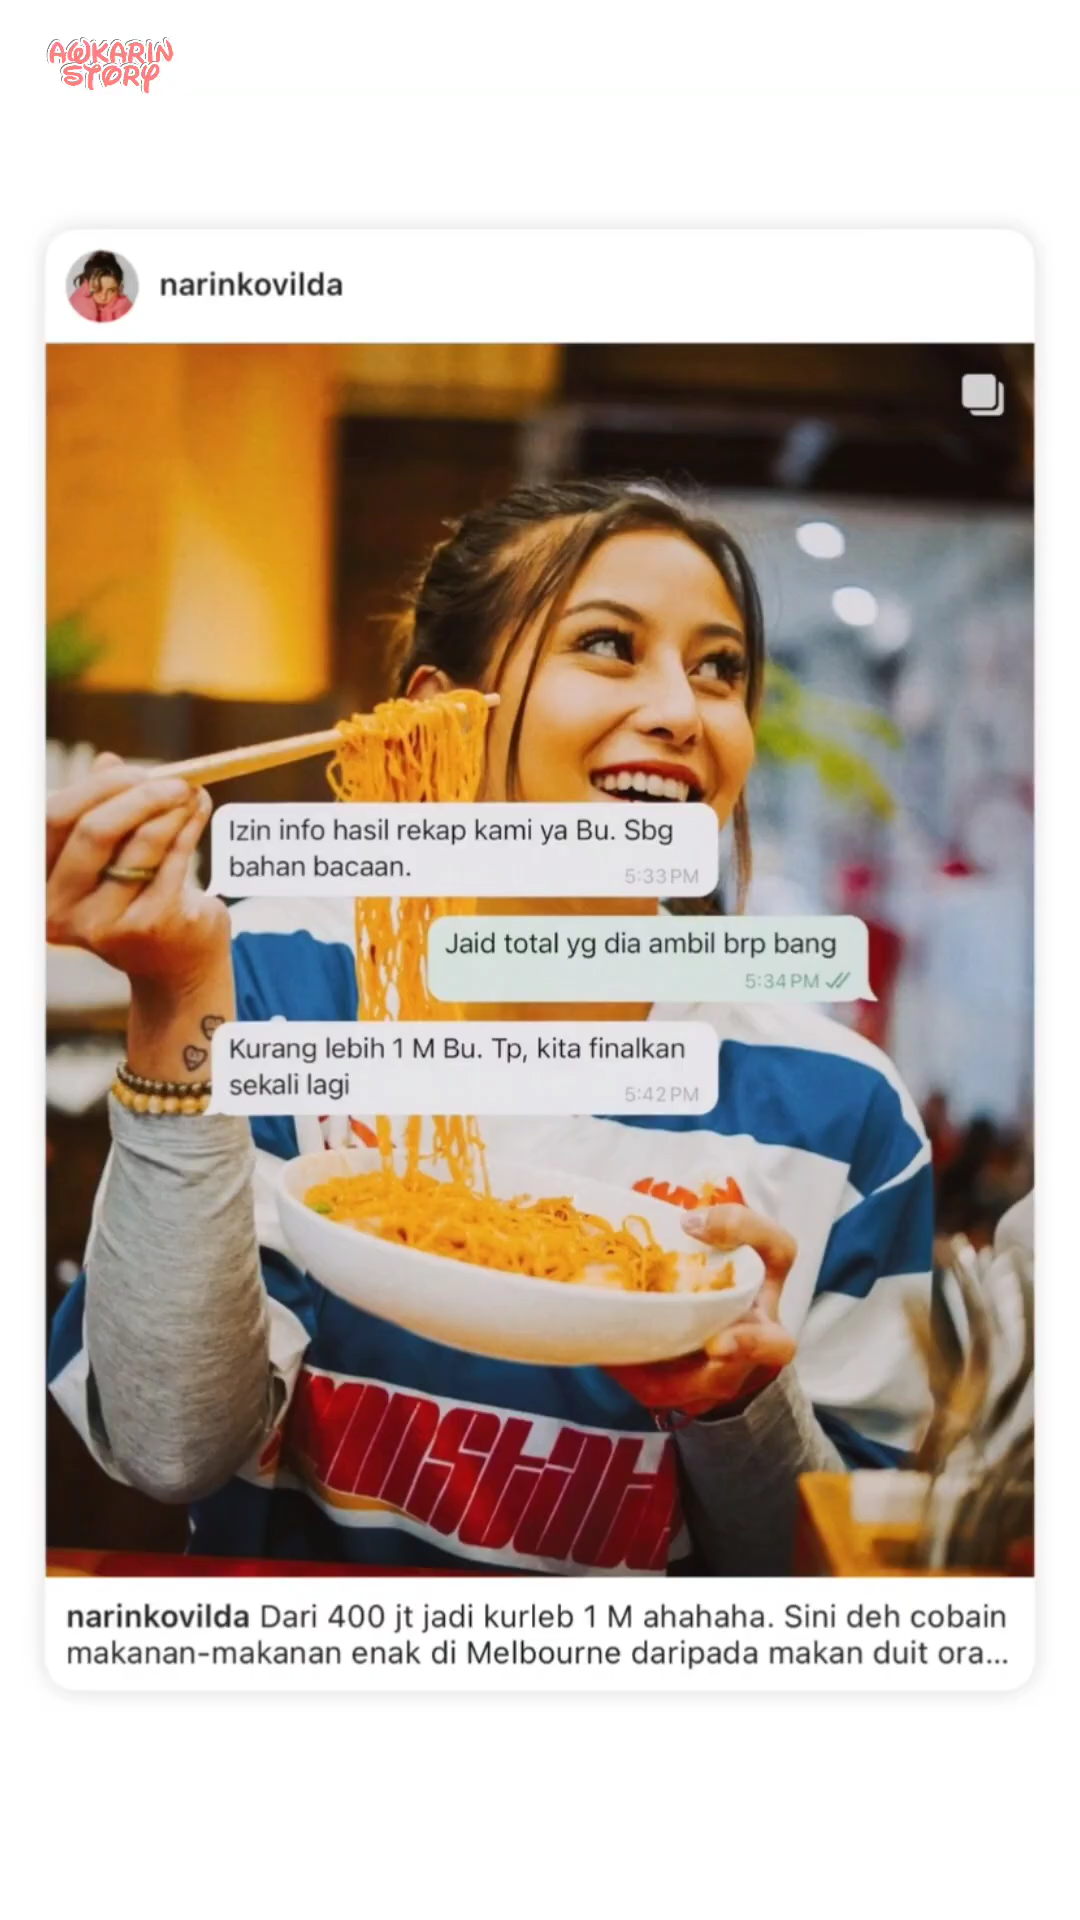 AWKARIN
STORY
narinkovilda
Izin info hasil rekap kami ya Bu. Sbg
bahan bacaan.
5:33 PM
Jaid total yg dia ambil brp bang
5:34 PM
Kurang lebih 1 M Bu. Tp, kita finalkan
sekali lagi
5:42 PM
narinkovilda Dari 400 jt jadi kurleb 1 M ahahaha. Sini deh cobain
makanan-makanan enak di Melbourne daripada makan duit ora...